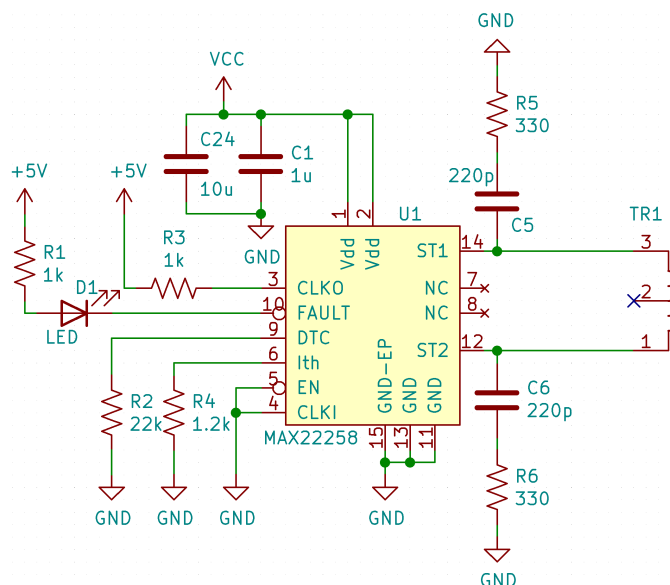 GND
R5
330
VCC
C24
10u
C1
1u
220p
C5
+5V
+5V
R1
1k
R3
1k
D1
LED
GND
1
2
U1
TR1
Vdd
Vdd
ST1
14
3
3
CLKO
NC
7
2
10
FAULT
NC
8
9
DTC
ST2
12
1
6
Ith
5
EN
4
CLKI
GND-EP
GND
GND
15
13
11
MAX22258
R2
22k
R4
1.2k
C6
220p
R6
330
GND
GND
GND
GND
GND